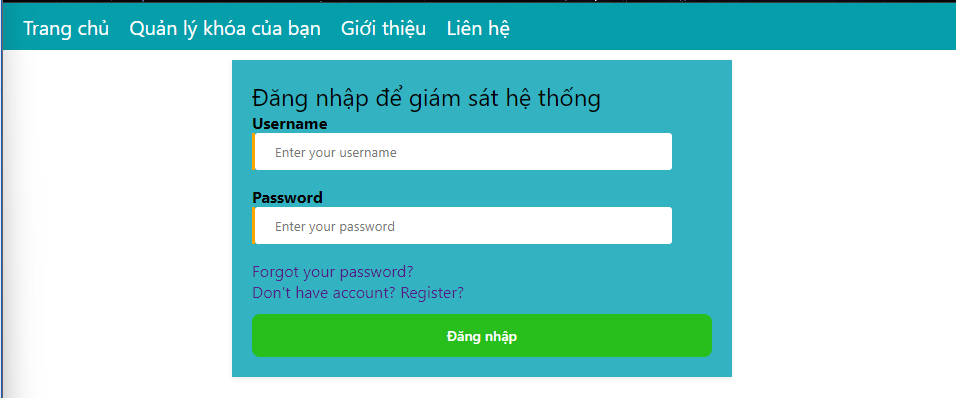 Trang chủ Quản lý khóa của bạn Giới thiệu Liên hệ
Đăng nhập để giám sát hệ thống
Username
Enter your username
Password
Enter your password
Forgot your password?
Don't have account? Register?
Đăng nhập